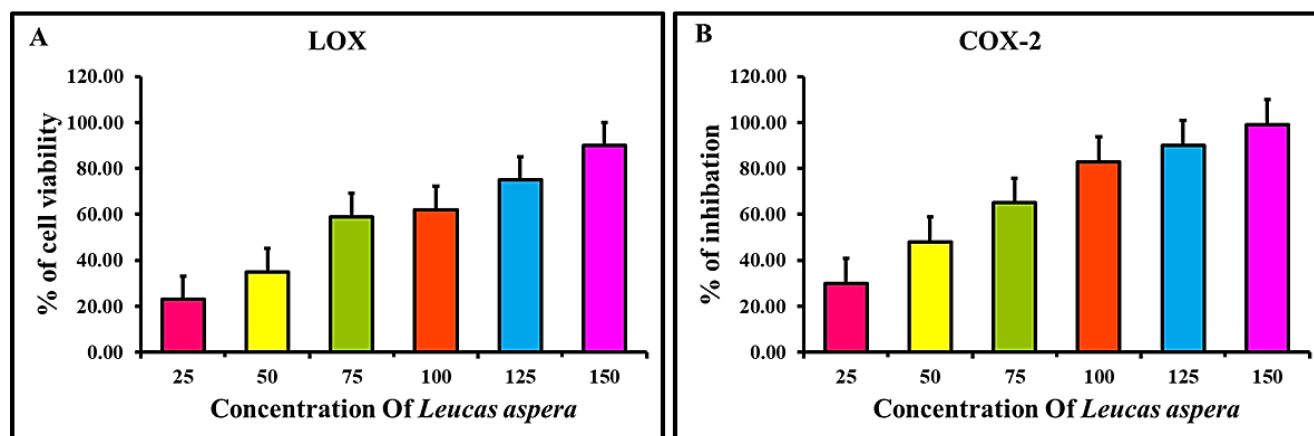 A
LOX
% of cell viability
120.00
100.00
80.00
60.00
40.00
20.00
0.00
25 50 75 100 125 150
Concentration Of Leucas aspera
B
COX-2
% of inhibation
120.00
100.00
80.00
60.00
40.00
20.00
0.00
25 50 75 100 125 150
Concentration Of Leucas aspera